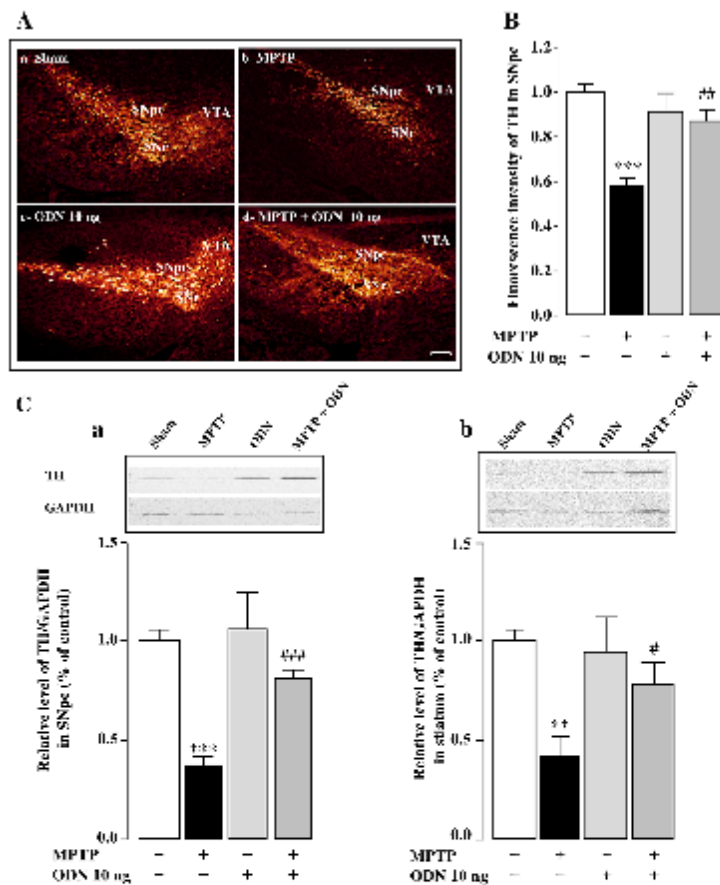 A
B
a- Sham
SNpc
VTA
SNr
b MPTP
SNpc
VTA
SNr
c- ODN 10 ng
VTA
SNpc
SNr
d- MPTP + ODN 10 ng
VTA
SNpc
SNr
Fluorescence intensity of TH in SNpc
1.2
1.0
0.8
0.6
0.4
0.2
0.0
***
##
MPTP − + − +
ODN 10 ng − − + +
C
a
Sham MPTP ODN MPTP + ODN
TH
GAPDH
Relative level of TH/GAPDH
in SNpc (% of control)
1.5
1.0
0.5
0.0
***
###
MPTP − + − +
ODN 10 ng − − + +
b
Sham MPTP ODN MPTP + ODN
Relative level of TH/GAPDH
in striatum (% of control)
1.5
1.0
0.5
0.0
**
#
MPTP − + − +
ODN 10 ng − − + +